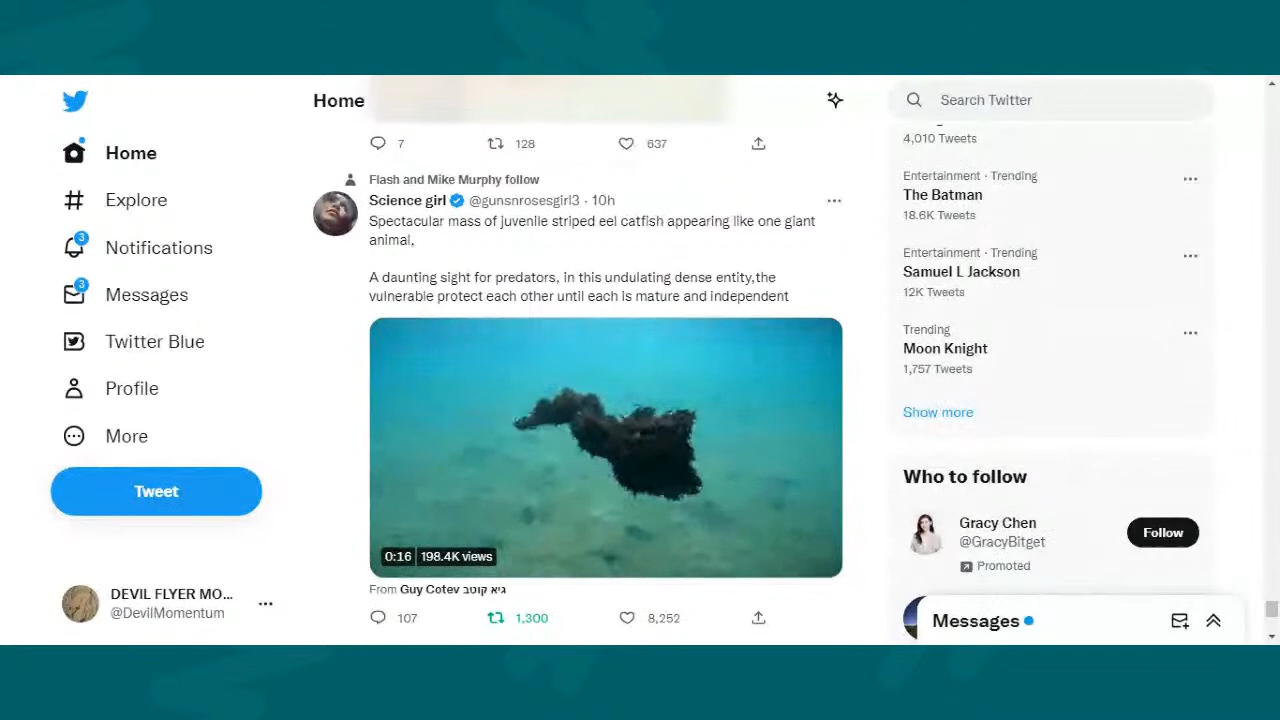 Home
Explore
3
Notifications
3
Messages
Twitter Blue
Profile
More
Tweet
DEVIL FLYER MO...
@DevilMomentum
Home
7 128 637
Flash and Mike Murphy follow
Science girl @gunsnrosesgirl3 · 10h
Spectacular mass of juvenile striped eel catfish appearing like one giant
animal,
A daunting sight for predators, in this undulating dense entity,the
vulnerable protect each other until each is mature and independent
0:16 198.4K views
From Guy Cotev גיא קוטב
107 1,300 8,252
Search Twitter
4,010 Tweets
Entertainment · Trending
The Batman
18.6K Tweets
Entertainment · Trending
Samuel L Jackson
12K Tweets
Trending
Moon Knight
1,757 Tweets
Show more
Who to follow
Gracy Chen
@GracyBitget
Follow
Promoted
Messages